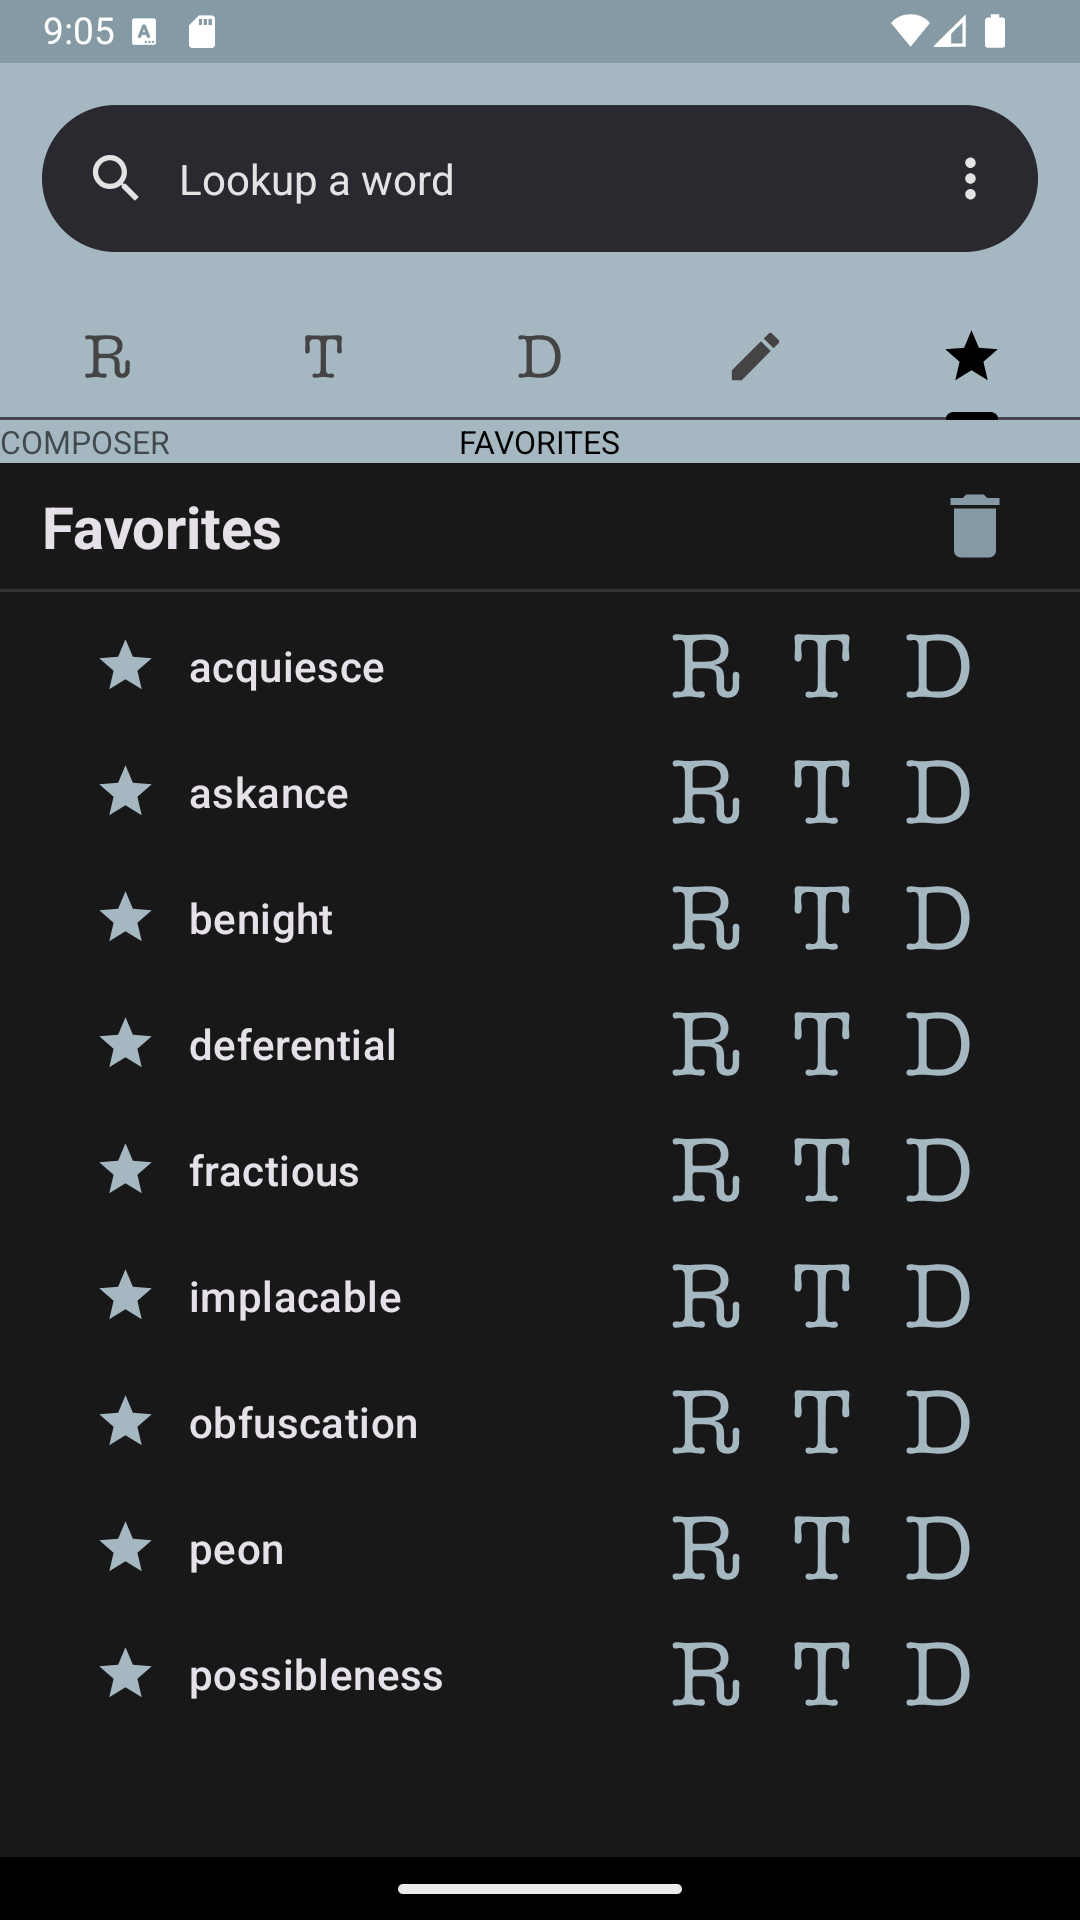 9:05
Lookup a word
R T D
COMPOSER FAVORITES
Favorites
acquiesce R T D
askance R T D
benight R T D
deferential R T D
fractious R T D
implacable R T D
obfuscation R T D
peon R T D
possibleness R T D